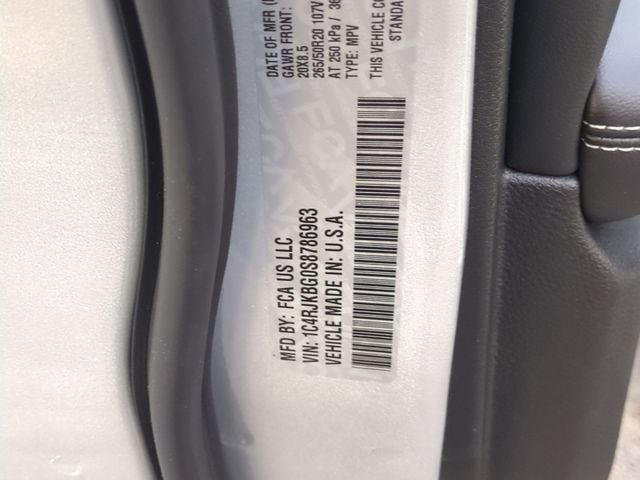 MFD BY: FCA US LLC
VIN: 1C4RJKBG0S8786963
VEHICLE MADE IN: U.S.A.
DATE OF MFR
GAWR FRONT:
20X8.5
265/50R20 107V
AT 250 kPa / 36
TYPE: MPV
THIS VEHICLE
STANDA